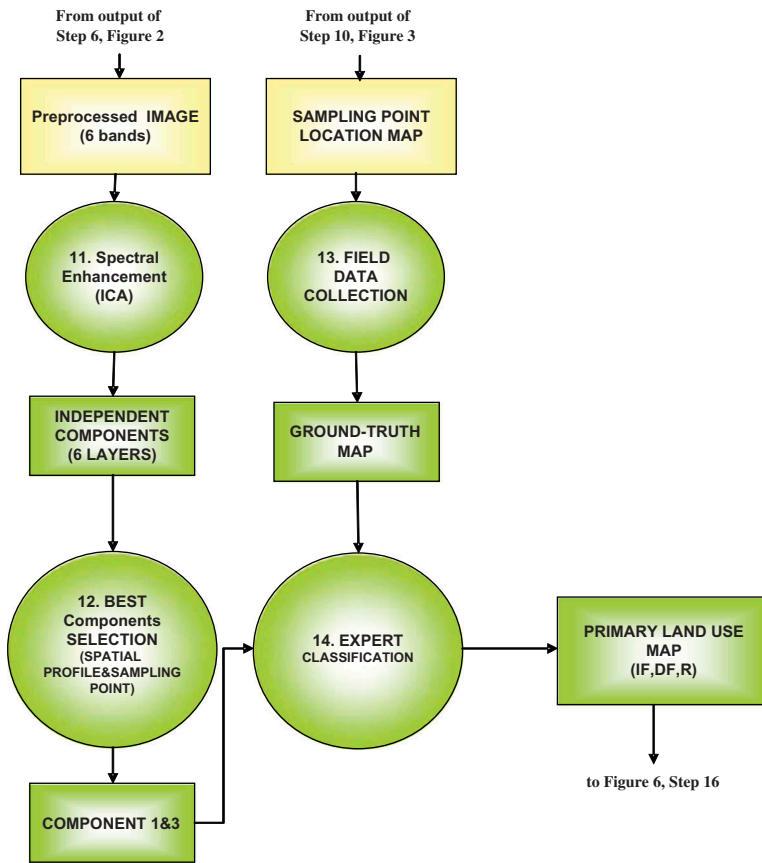 From output of
Step 6, Figure 2
Preprocessed IMAGE
(6 bands)
11. Spectral
Enhancement
(ICA)
INDEPENDENT
COMPONENTS
(6 LAYERS)
12. BEST
Components
SELECTION
(SPATIAL
PROFILE&SAMPLING
POINT)
COMPONENT 1&3
From output of
Step 10, Figure 3
SAMPLING POINT
LOCATION MAP
13. FIELD
DATA
COLLECTION
GROUND-TRUTH
MAP
14. EXPERT
CLASSIFICATION
PRIMARY LAND USE
MAP
(IF,DF,R)
to Figure 6, Step 16